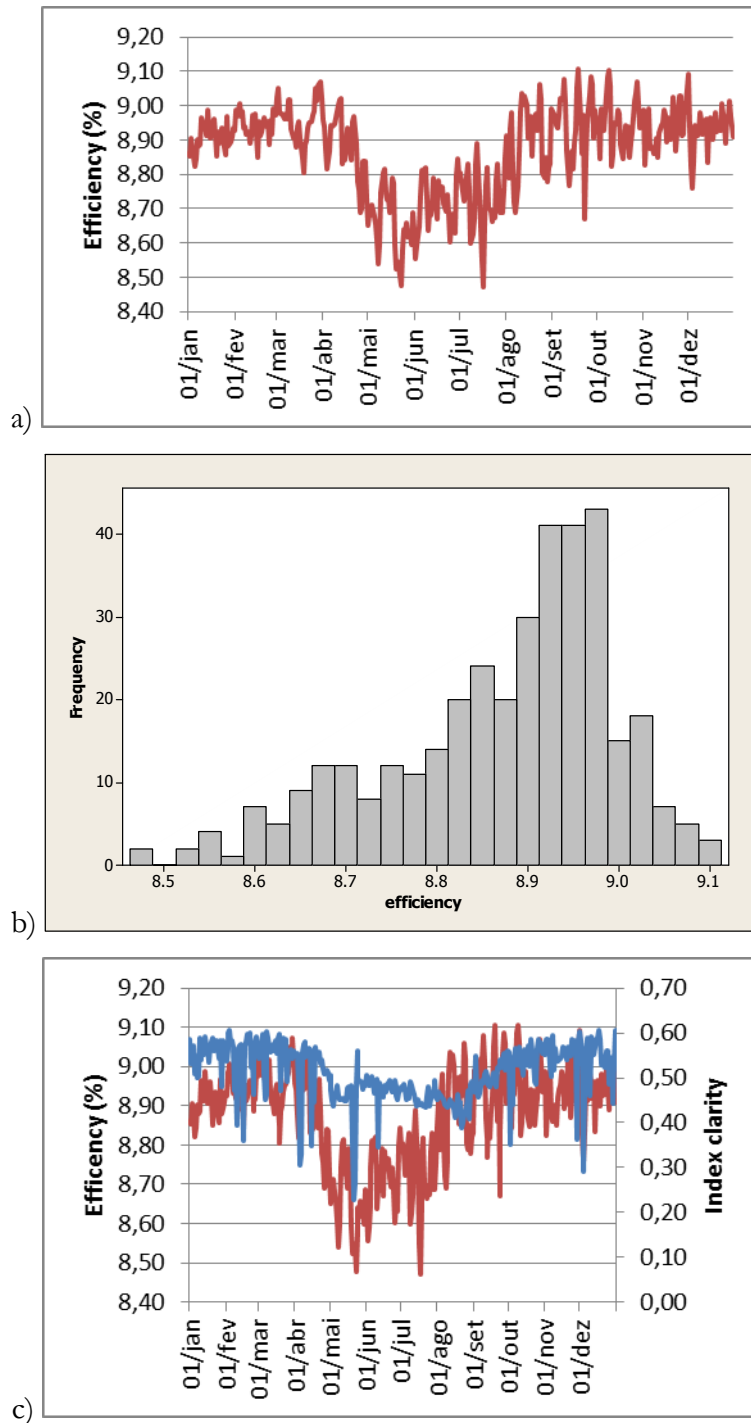 9,20
9,10
9,00
8,90
8,80
8,70
8,60
8,50
8,40
Efficiency (%)
01/jan
01/fev
01/mar
01/abr
01/mai
01/jun
01/jul
01/ago
01/set
01/out
01/nov
01/dez
a)
40
30
20
10
0
Frequency
8.5 8.6 8.7 8.8 8.9 9.0 9.1
efficiency
b)
9,20
9,10
9,00
8,90
8,80
8,70
8,60
8,50
8,40
Efficency (%)
0,70
0,60
0,50
0,40
0,30
0,20
0,10
0,00
Index clarity
01/jan
01/fev
01/mar
01/abr
01/mai
01/jun
01/jul
01/ago
01/set
01/out
01/nov
01/dez
c)